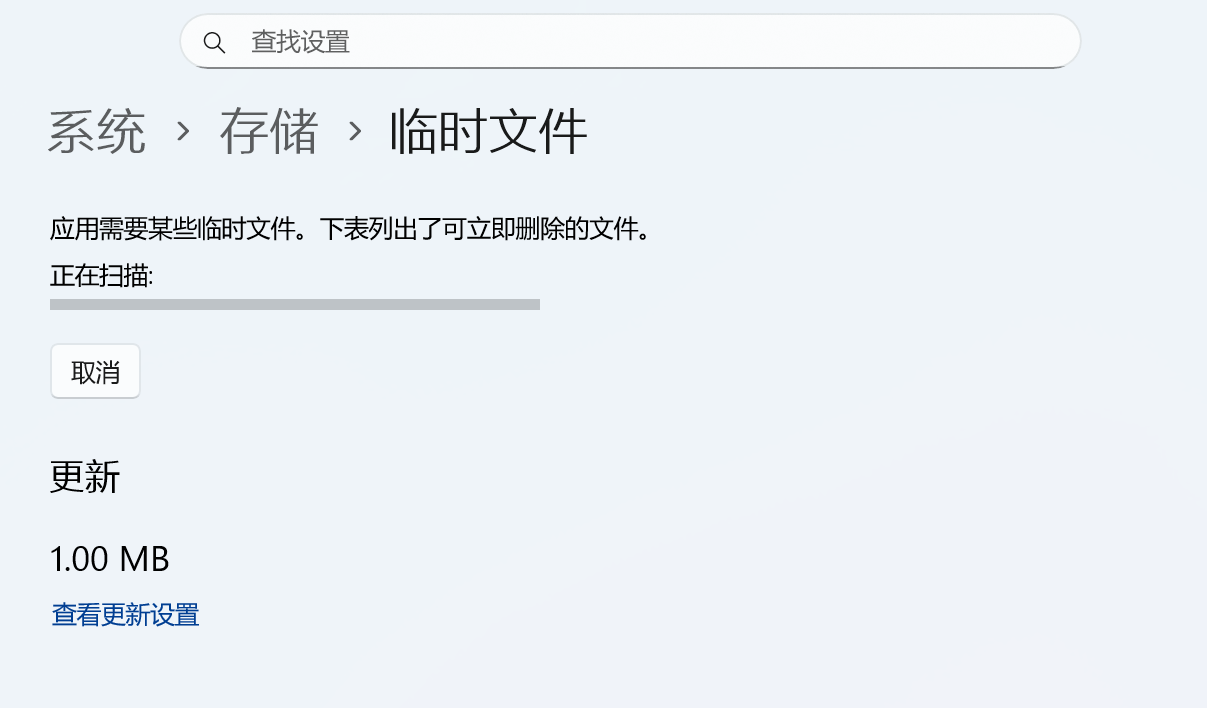 查找设置
系统 › 存储 › 临时文件
应用需要某些临时文件。下表列出了可立即删除的文件。
正在扫描:
取消
更新
1.00 MB
查看更新设置